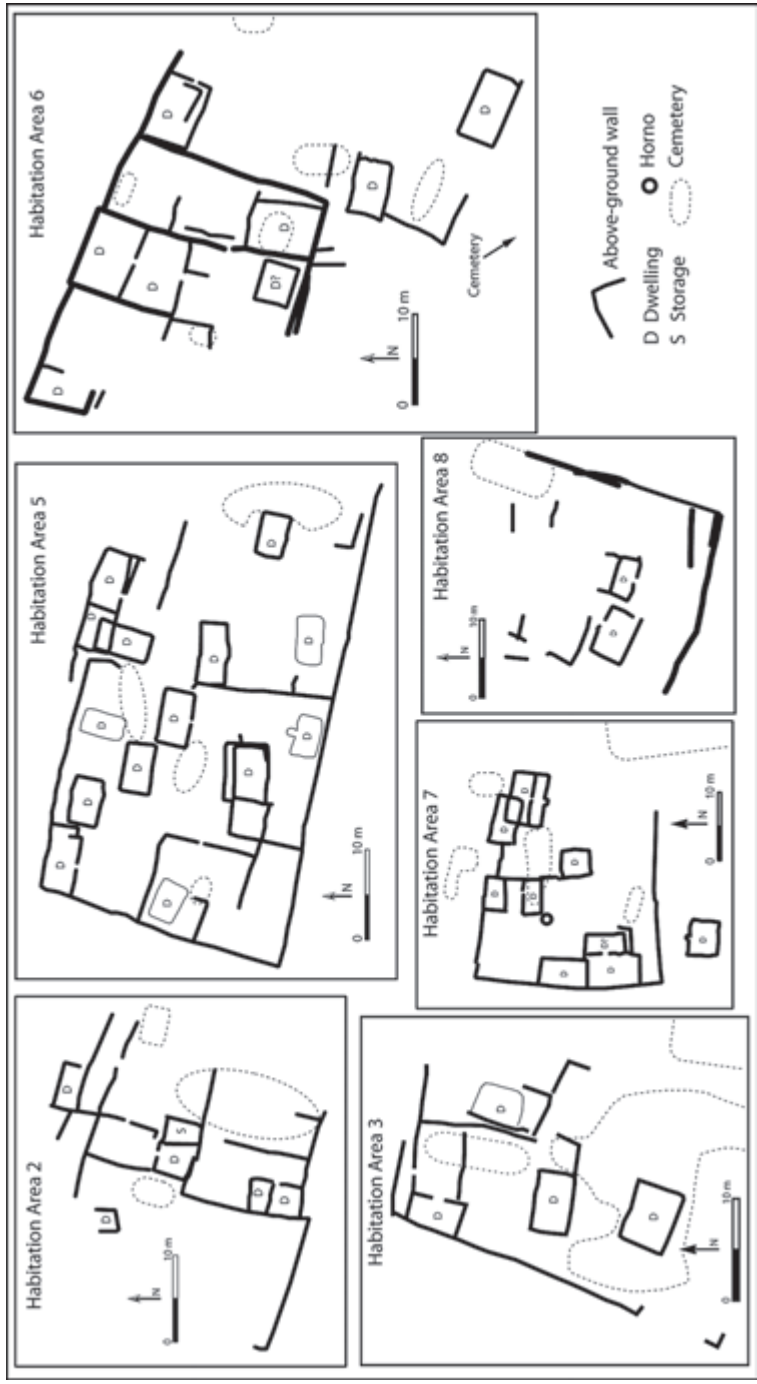 Habitation Area 2
D
D
D
S
D
D
N
0
10 m
Habitation Area 5
D
D
D
D
D
D
D
D
D
D
D
D
D
D
N
0
10 m
Habitation Area 6
D
D
D
D
D
D?
D
D
N
0
10 m
Cemetery
Habitation Area 3
D
D
D
D
N
0
10 m
Habitation Area 7
D
D
D
D
D
D
D?
D
D
N
0
10 m
Habitation Area 8
N
0
10 m
D
D
Above-ground wall
D Dwelling
Horno
S Storage
Cemetery